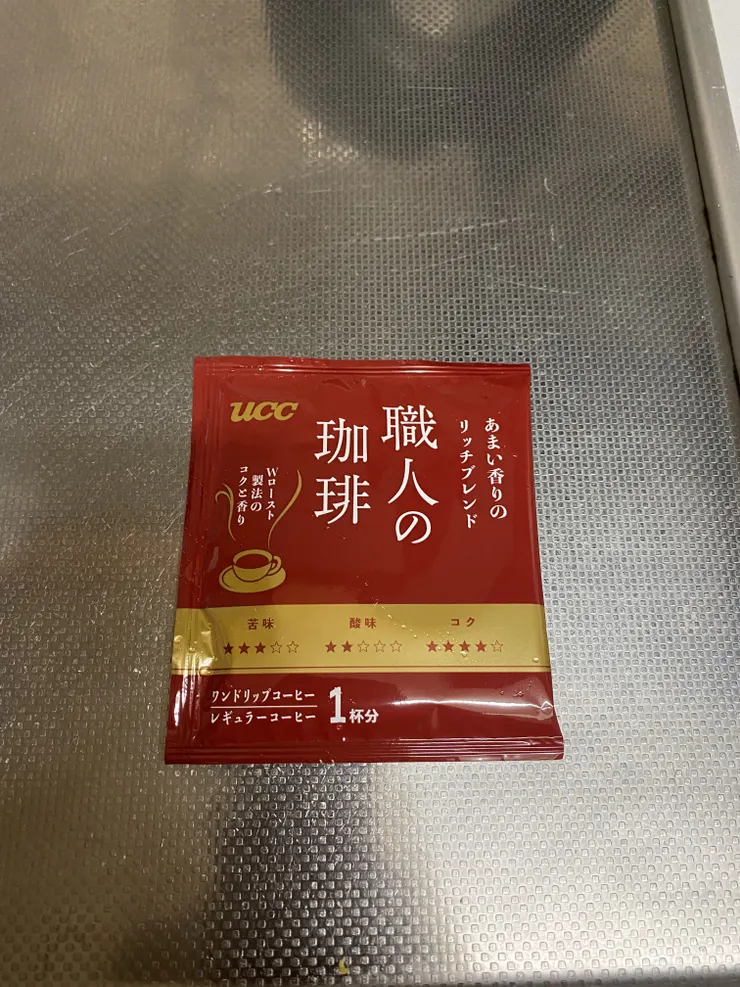 UCC
あまい香りの
リッチブレンド
職人の
珈琲
Wロースト
製法の
コクと香り
苦味 酸味 コク
★★★☆☆ ★★☆☆☆ ★★★★☆
ワンドリップコーヒー
レギュラーコーヒー
1杯分